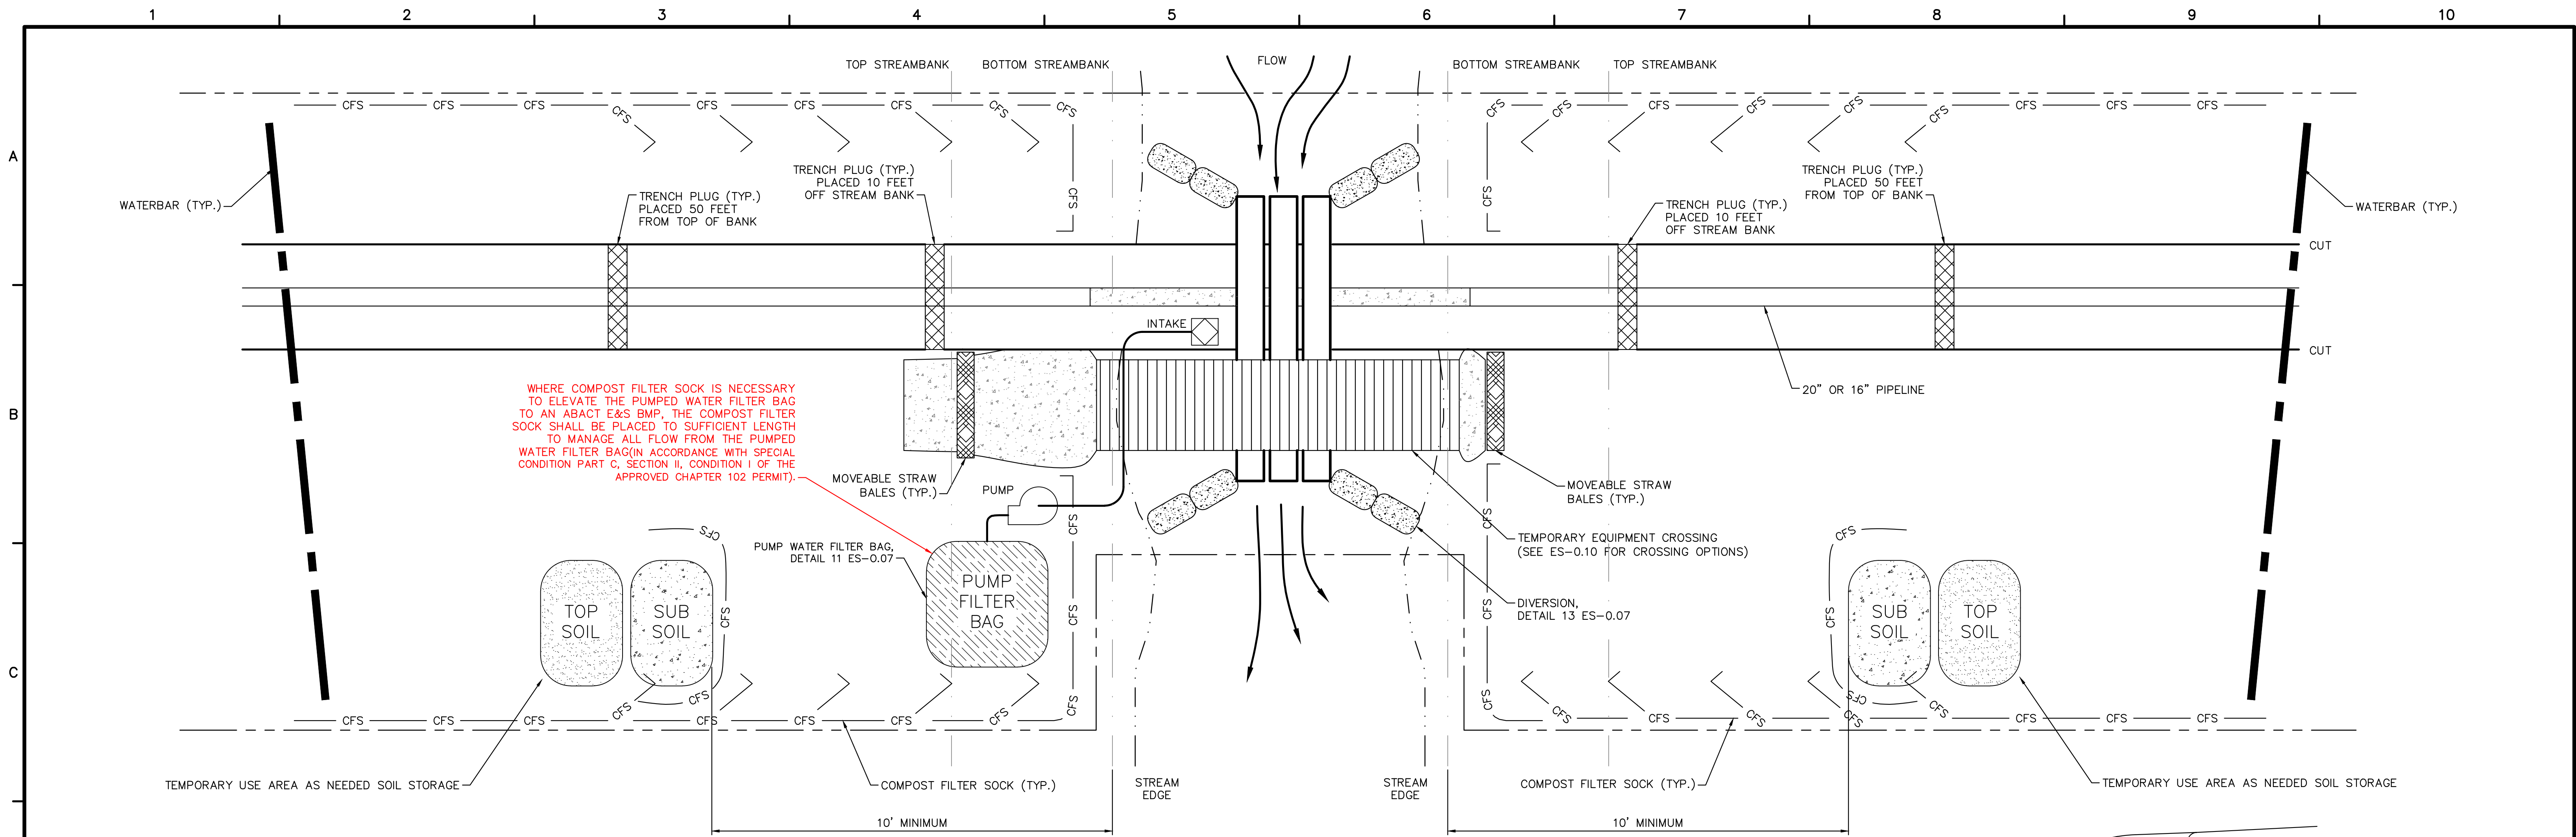 1 2 3 4 5 6 7 8 9 10
TOP STREAMBANK
BOTTOM STREAMBANK
FLOW
BOTTOM STREAMBANK
TOP STREAMBANK
CFS CFS CFS CFS CFS CFS CFS CFS CFS
CFS CFS CFS CFS CFS CFS CFS CFS CFS
A
CFS
CFS
WATERBAR (TYP.)
TRENCH PLUG (TYP.)
PLACED 50 FEET
FROM TOP OF BANK
TRENCH PLUG (TYP.)
PLACED 10 FEET
OFF STREAM BANK
TRENCH PLUG (TYP.)
PLACED 10 FEET
OFF STREAM BANK
TRENCH PLUG (TYP.)
PLACED 50 FEET
FROM TOP OF BANK
WATERBAR (TYP.)
CUT
INTAKE
CUT
20" OR 16" PIPELINE
B
WHERE COMPOST FILTER SOCK IS NECESSARY
TO ELEVATE THE PUMPED WATER FILTER BAG
TO AN ABACT E&S BMP, THE COMPOST FILTER
SOCK SHALL BE PLACED TO SUFFICIENT LENGTH
TO MANAGE ALL FLOW FROM THE PUMPED
WATER FILTER BAG(IN ACCORDANCE WITH SPECIAL
CONDITION PART C, SECTION II, CONDITION I OF THE
APPROVED CHAPTER 102 PERMIT).
MOVEABLE STRAW
BALES (TYP.)
PUMP
MOVEABLE STRAW
BALES (TYP.)
CFS
CFS
CFS
CFS
TEMPORARY EQUIPMENT CROSSING
(SEE ES-0.10 FOR CROSSING OPTIONS)
PUMP WATER FILTER BAG,
DETAIL 11 ES-0.07
DIVERSION,
DETAIL 13 ES-0.07
TOP
SOIL
SUB
SOIL
CFS
PUMP
FILTER
BAG
CFS
CFS
CFS
SUB
SOIL
TOP
SOIL
C
CFS
CFS
CFS
CFS
CFS CFS CFS CFS CFS CFS CFS CFS
CFS CFS CFS CFS CFS CFS CFS CFS CFS
TEMPORARY USE AREA AS NEEDED SOIL STORAGE
COMPOST FILTER SOCK (TYP.)
STREAM
EDGE
STREAM
EDGE
COMPOST FILTER SOCK (TYP.)
TEMPORARY USE AREA AS NEEDED SOIL STORAGE
10' MINIMUM
10' MINIMUM